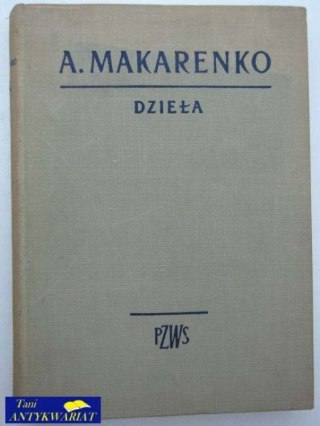 A. MAKARENKO
DZIEŁA
PZWS
Tani
ANTYKWARIAT